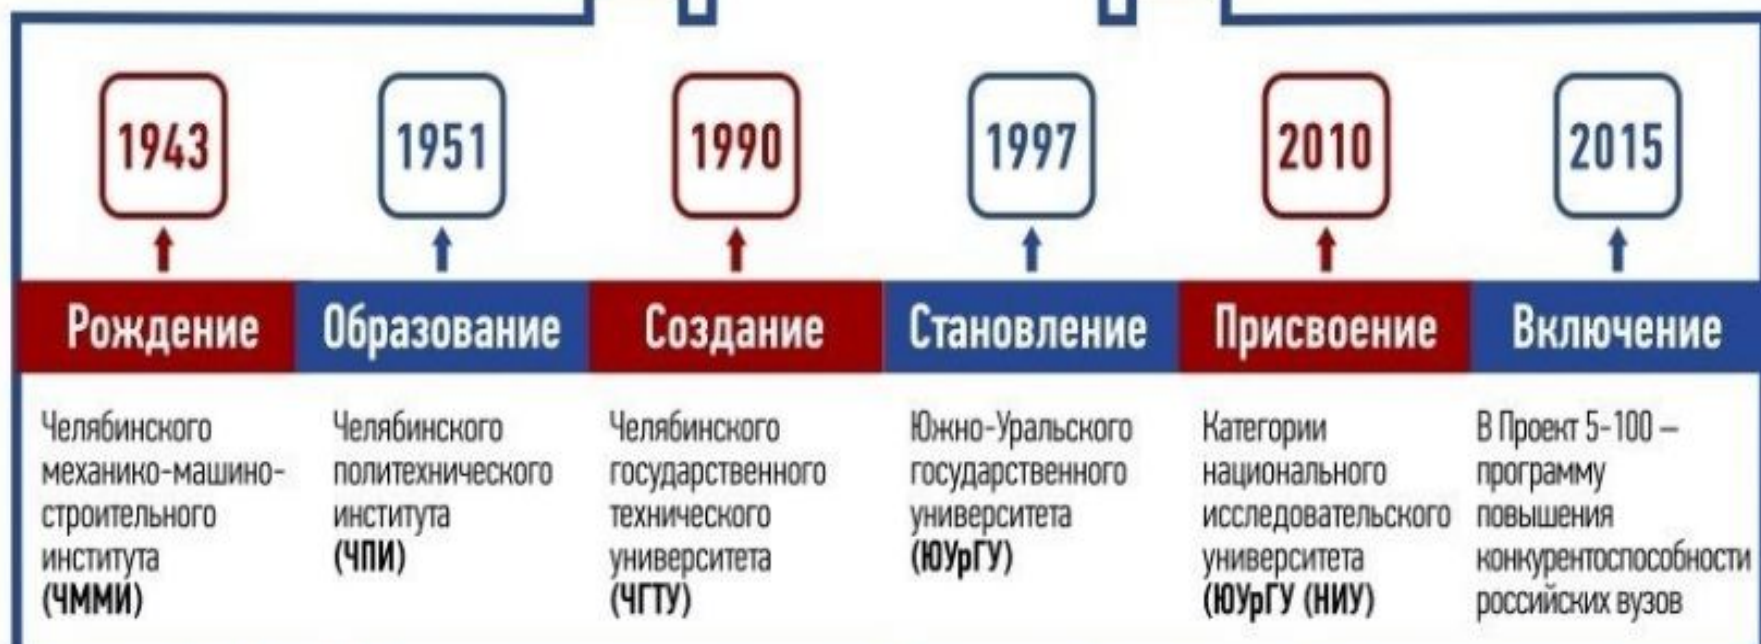 1943
1951
1990
1997
2010
2015
Рождение
Образование
Создание
Становление
Присвоение
Включение
Челябинского
механико-машино-
строительного
института
(ЧММИ)
Челябинского
политехнического
института
(ЧПИ)
Челябинского
государственного
технического
университета
(ЧГТУ)
Южно-Уральского
государственного
университета
(ЮУрГУ)
Категории
национального
исследовательского
университета
(ЮУрГУ (НИУ)
В Проект 5-100 –
программу
повышения
конкурентоспособности
российских вузов